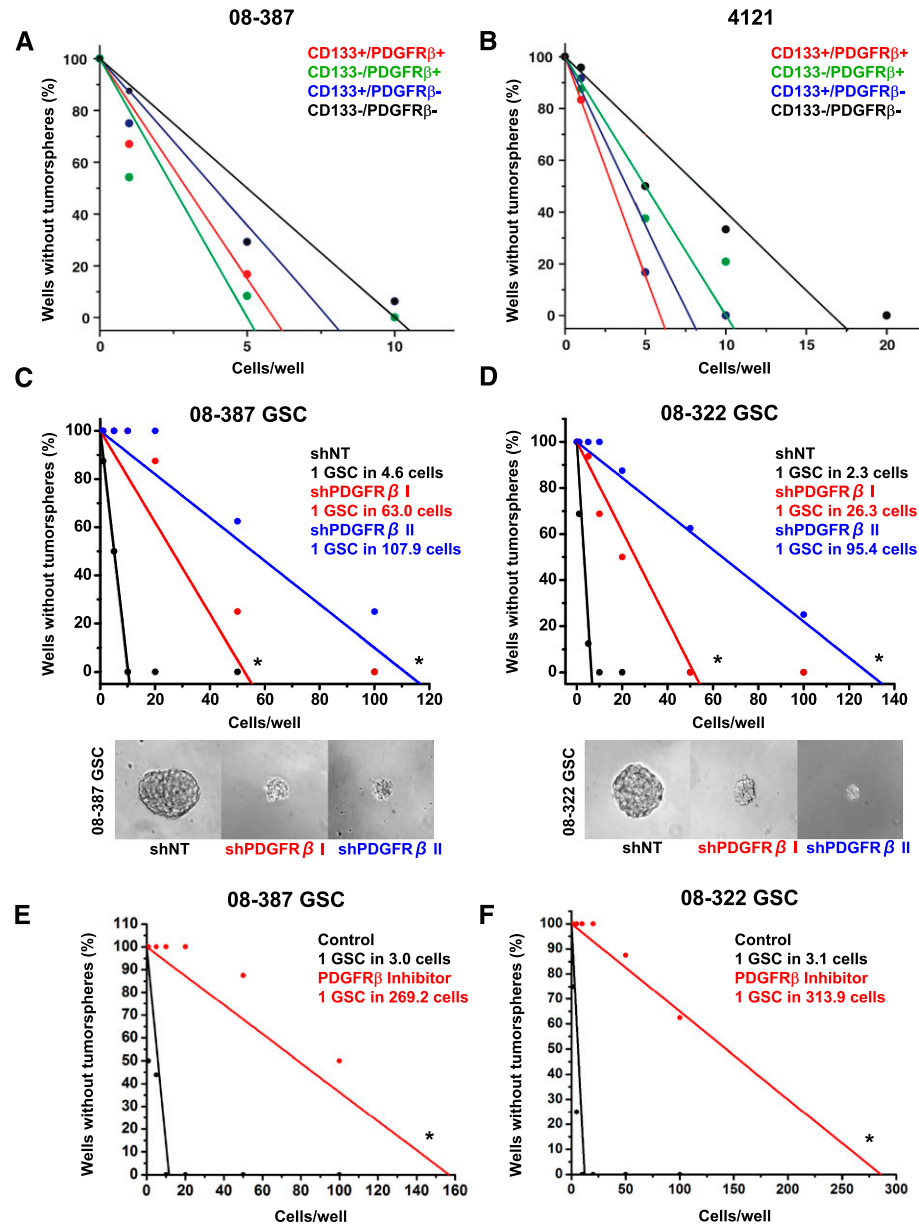 08-387
4121
A
B
CD133+/PDGFRβ+
CD133-/PDGFRβ+
CD133+/PDGFRβ-
CD133-/PDGFRβ-
Wells without tumorspheres (%)
100
80
60
40
20
0
0
5
10
Cells/well
CD133+/PDGFRβ+
CD133-/PDGFRβ+
CD133+/PDGFRβ-
CD133-/PDGFRβ-
Wells without tumorspheres (%)
100
80
60
40
20
0
0
5
10
15
20
Cells/well
C
08-387 GSC
shNT
1 GSC in 4.6 cells
shPDGFRβ I
1 GSC in 63.0 cells
shPDGFRβ II
1 GSC in 107.9 cells
Wells without tumorspheres (%)
100
80
60
40
20
0
*
*
0
20
40
60
80
100
120
Cells/well
D
08-322 GSC
shNT
1 GSC in 2.3 cells
shPDGFRβ I
1 GSC in 26.3 cells
shPDGFRβ II
1 GSC in 95.4 cells
Wells without tumorspheres (%)
100
80
60
40
20
0
*
*
0
20
40
60
80
100
120
140
Cells/well
08-387 GSC
shNT
shPDGFRβ I
shPDGFRβ II
08-322 GSC
shNT
shPDGFRβ I
shPDGFRβ II
E
08-387 GSC
Control
1 GSC in 3.0 cells
PDGFRβ Inhibitor
1 GSC in 269.2 cells
Wells without tumorspheres (%)
110
100
90
80
70
60
50
40
30
20
10
0
*
0
20
40
60
80
100
120
140
160
Cells/well
F
08-322 GSC
Control
1 GSC in 3.1 cells
PDGFRβ Inhibitor
1 GSC in 313.9 cells
Wells without tumorspheres (%)
100
90
80
70
60
50
40
30
20
10
0
*
0
50
100
150
200
250
300
Cells/well